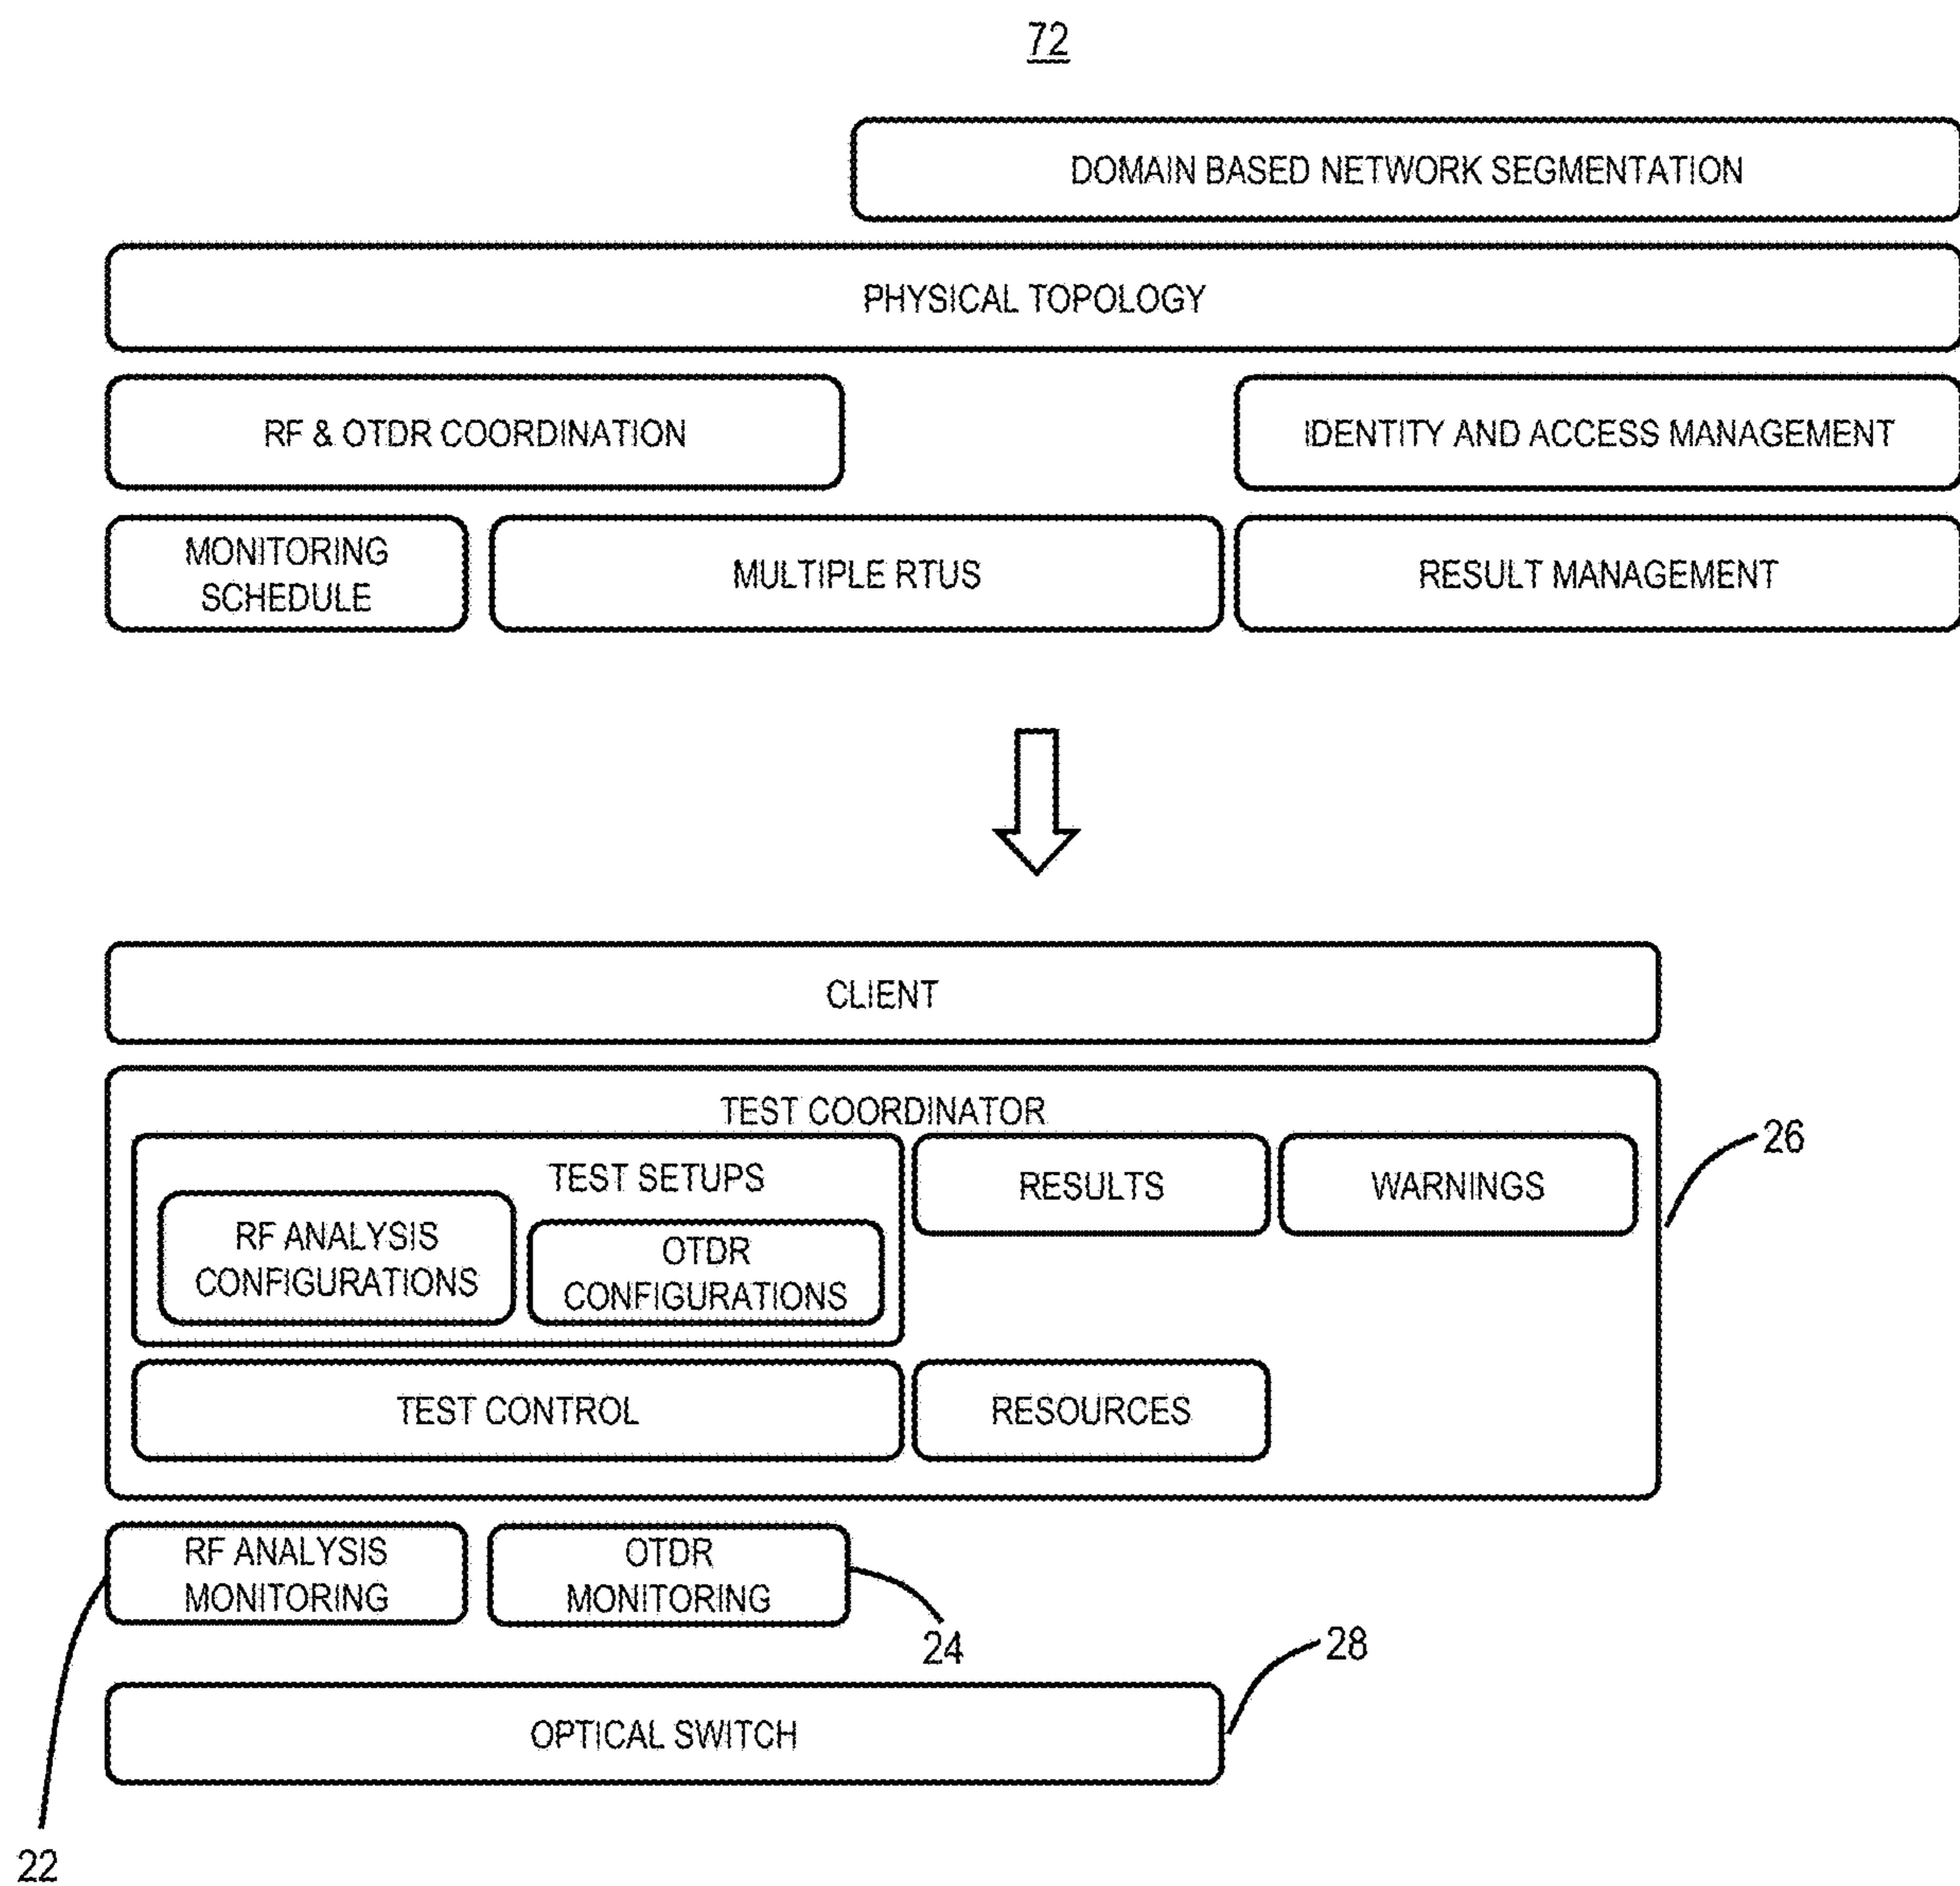 72
DOMAIN BASED NETWORK SEGMENTATION
PHYSICAL TOPOLOGY
RF & OTDR COORDINATION
IDENTITY AND ACCESS MANAGEMENT
MONITORING
SCHEDULE
MULTIPLE RTUS
RESULT MANAGEMENT
CLIENT
TEST COORDINATOR
26
TEST SETUPS
RF ANALYSIS
CONFIGURATIONS
OTDR
CONFIGURATIONS
RESULTS
WARNINGS
TEST CONTROL
RESOURCES
RF ANALYSIS
MONITORING
OTDR
MONITORING
24
28
OPTICAL SWITCH
22